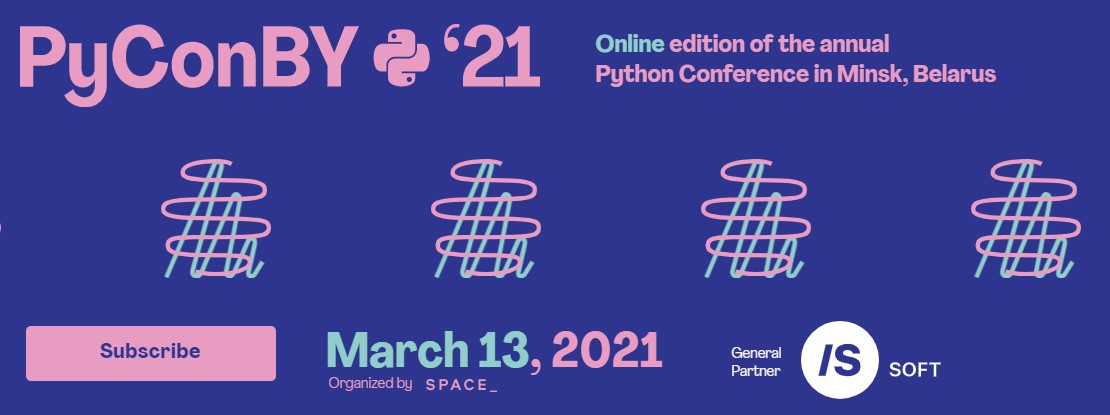 PyConBY ‘21
Online edition of the annual
Python Conference in Minsk, Belarus
Subscribe
March 13, 2021
Organized by SPACE_
General
Partner
IS SOFT